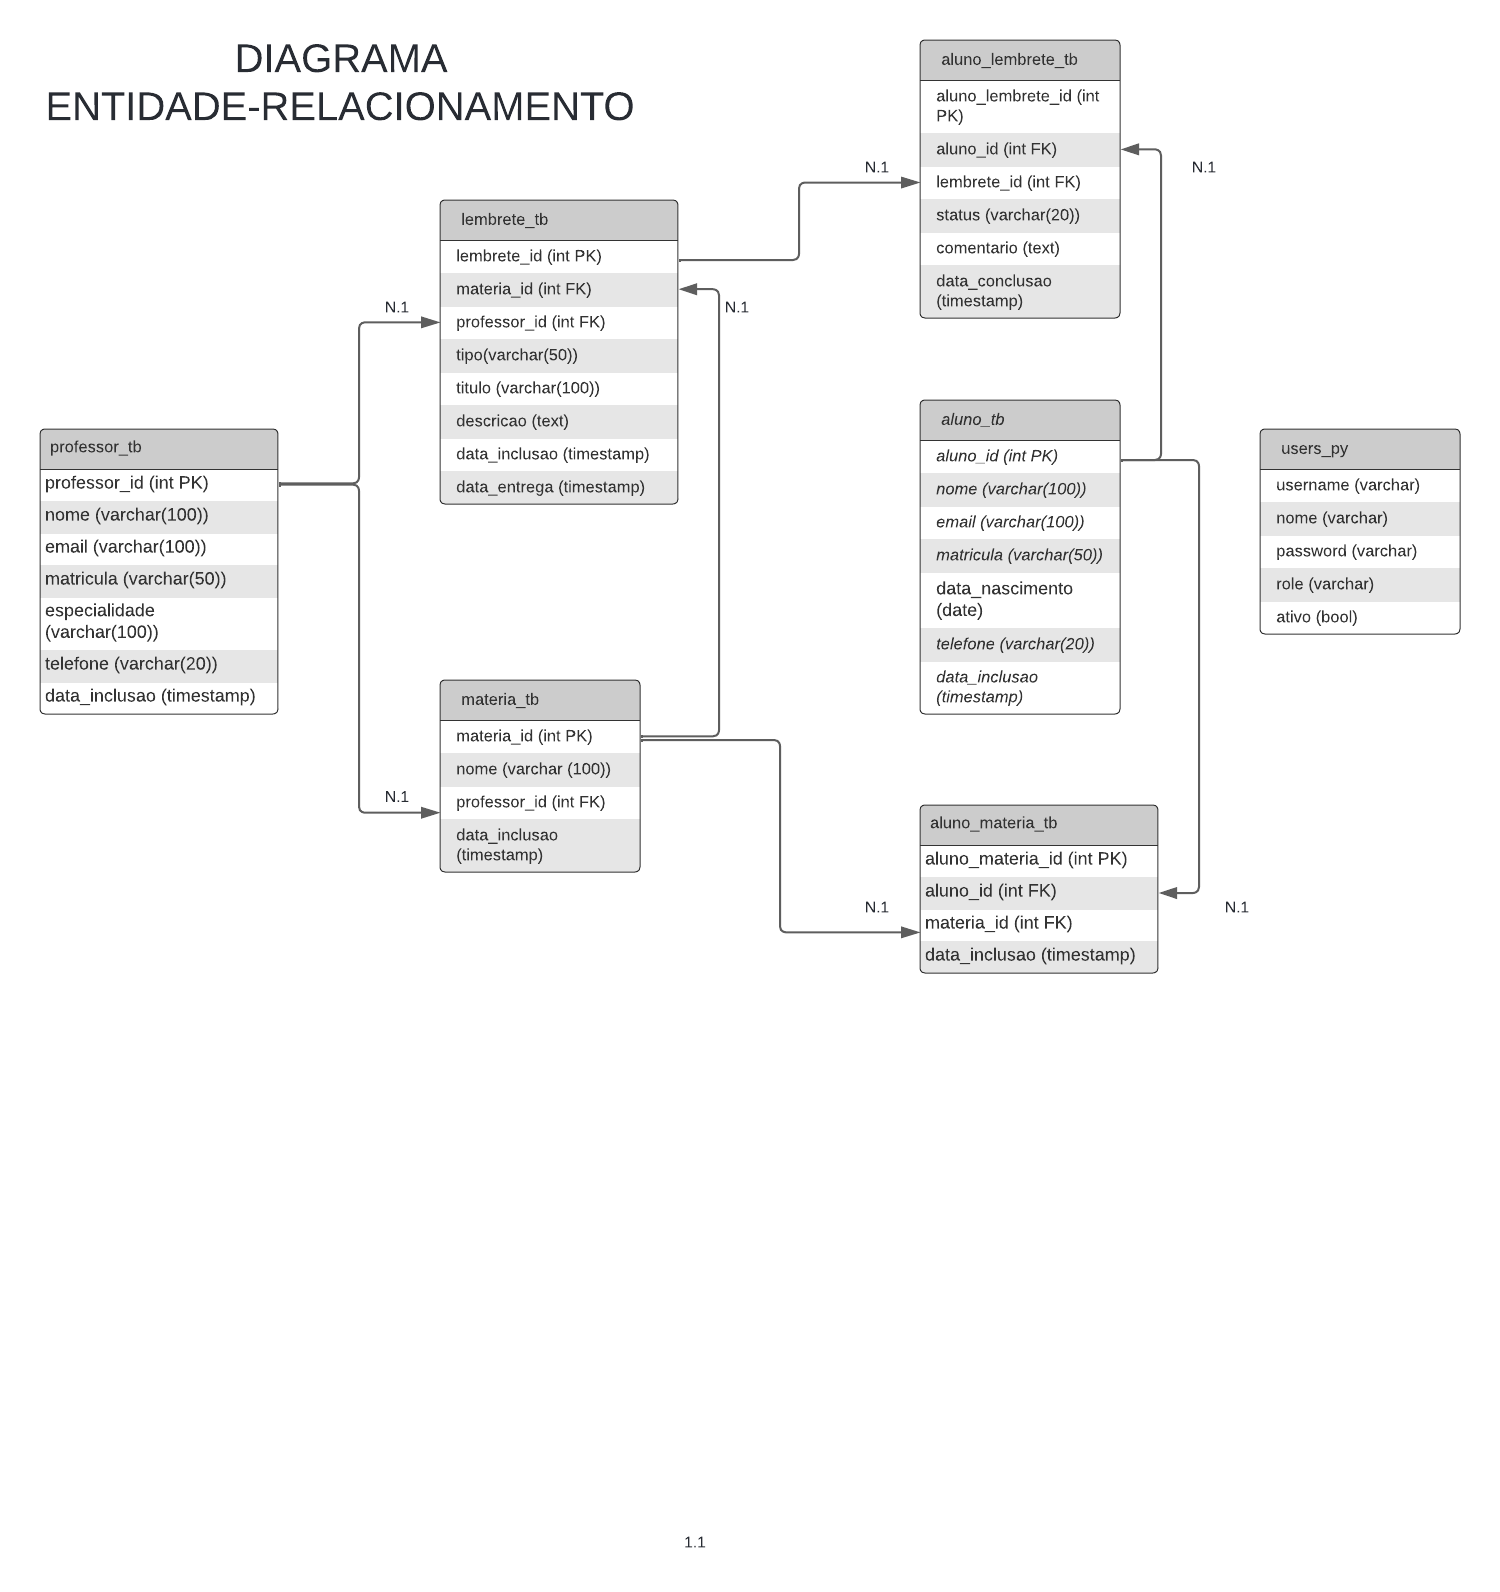 DIAGRAMA
ENTIDADE-RELACIONAMENTO
professor_tb
professor_id (int PK)
nome (varchar(100))
email (varchar(100))
matricula (varchar(50))
especialidade
(varchar(100))
telefone (varchar(20))
data_inclusao (timestamp)
N.1
N.1
lembrete_tb
lembrete_id (int PK)
materia_id (int FK)
professor_id (int FK)
tipo(varchar(50))
titulo (varchar(100))
descricao (text)
data_inclusao (timestamp)
data_entrega (timestamp)
N.1
materia_tb
materia_id (int PK)
nome (varchar (100))
professor_id (int FK)
data_inclusao
(timestamp)
N.1
N.1
aluno_lembrete_tb
aluno_lembrete_id (int
PK)
aluno_id (int FK)
lembrete_id (int FK)
status (varchar(20))
comentario (text)
data_conclusao
(timestamp)
N.1
aluno_tb
aluno_id (int PK)
nome (varchar(100))
email (varchar(100))
matricula (varchar(50))
data_nascimento
(date)
telefone (varchar(20))
data_inclusao
(timestamp)
aluno_materia_tb
aluno_materia_id (int PK)
aluno_id (int FK)
materia_id (int FK)
data_inclusao (timestamp)
N.1
users_py
username (varchar)
nome (varchar)
password (varchar)
role (varchar)
ativo (bool)
1.1